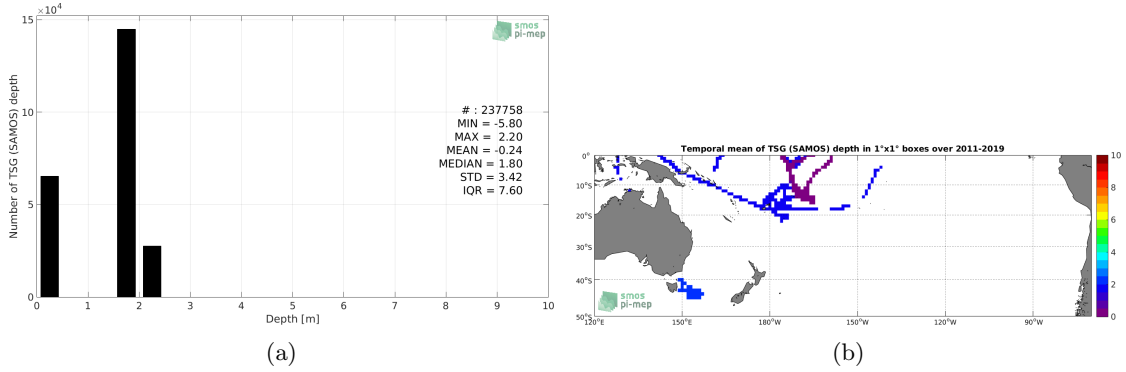 ×10⁴
15
10
5
0
Number of TSG (SAMOS) depth
smos
pi-mep
# : 237758
MIN = -5.80
MAX = 2.20
MEAN = -0.24
MEDIAN = 1.80
STD = 3.42
IQR = 7.60
0 1 2 3 4 5 6 7 8 9 10
Depth [m]
(a)
Temporal mean of TSG (SAMOS) depth in 1°x1° boxes over 2011-2019
0°
10°S
20°S
30°S
40°S
50°S
smos
pi-mep
120°E 150°E 180°W 150°W 120°W 90°W
10
8
6
4
2
0
(b)